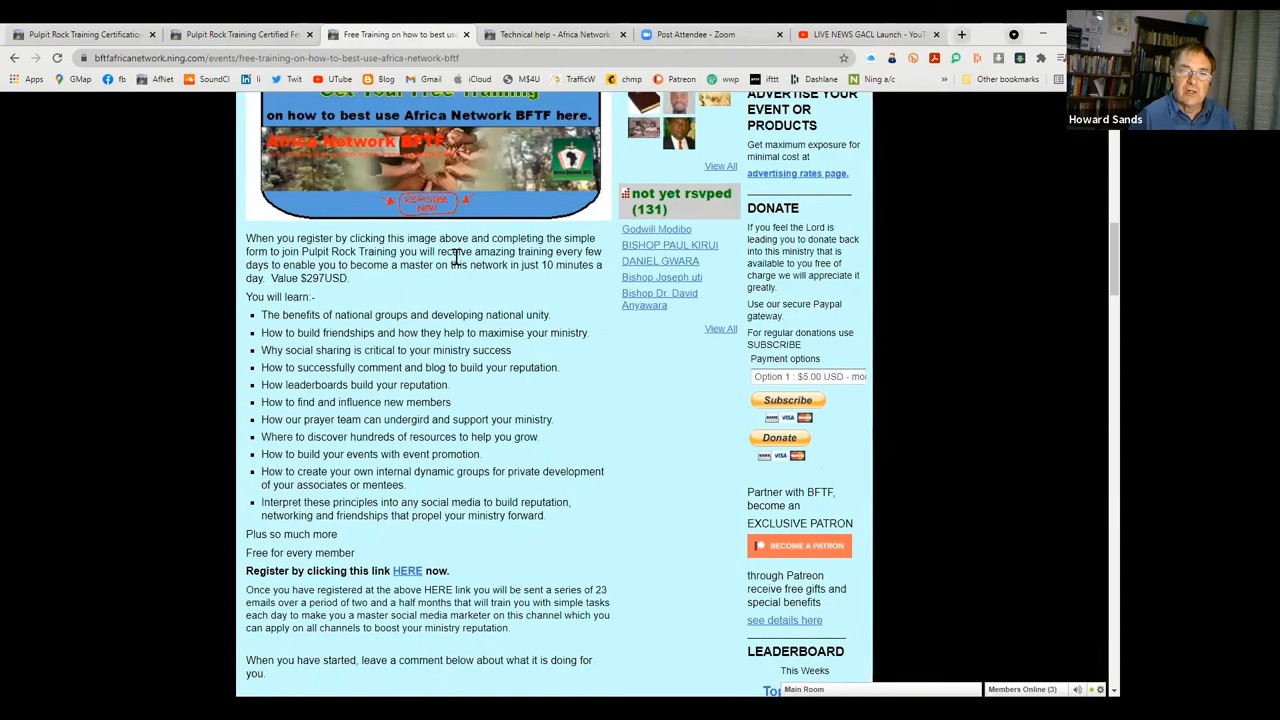 Pulpit Rock Training Certification
Pulpit Rock Training Certified Fel
Free Training on how to best use
Technical help - Africa Network
Post Attendee - Zoom
LIVE NEWS GACL Launch - YouT
bftfafricanetwork.ning.com/events/free-training-on-how-to-best-use-africa-network-bftf
Apps
GMap
fb
AfNet
SoundCl
li
Twit
UTube
Blog
Gmail
iCloud
M$4U
TrafficW
chmp
Patreon
wwp
ifttt
Dashlane
Ning a/c
Other bookmarks
Howard Sands
Get Your Free Training
on how to best use Africa Network BFTF here.
Africa Network BFTF
REGISTER
NOW
When you register by clicking this image above and completing the simple
form to join Pulpit Rock Training you will receive amazing training every few
days to enable you to become a master on this network in just 10 minutes a
day. Value $297USD.
You will learn:-
The benefits of national groups and developing national unity.
How to build friendships and how they help to maximise your ministry.
Why social sharing is critical to your ministry success
How to successfully comment and blog to build your reputation.
How leaderboards build your reputation.
How to find and influence new members
How our prayer team can undergird and support your ministry.
Where to discover hundreds of resources to help you grow.
How to build your events with event promotion.
How to create your own internal dynamic groups for private development
of your associates or mentees.
Interpret these principles into any social media to build reputation,
networking and friendships that propel your ministry forward.
Plus so much more
Free for every member
Register by clicking this link HERE now.
Once you have registered at the above HERE link you will be sent a series of 23
emails over a period of two and a half months that will train you with simple tasks
each day to make you a master social media marketer on this channel which you
can apply on all channels to boost your ministry reputation.
When you have started, leave a comment below about what it is doing for
you.
View All
not yet rsvped
(131)
Godwill Modibo
BISHOP PAUL KIRUI
DANIEL GWARA
Bishop Joseph uti
Bishop Dr. David
Anyawara
View All
ADVERTISE YOUR
EVENT OR
PRODUCTS
Get maximum exposure for
minimal cost at
advertising rates page.
DONATE
If you feel the Lord is
leading you to donate
back into this ministry
that is available to you free of
charge we will appreciate it
greatly.
Use our secure Paypal
gateway.
For regular donations use
SUBSCRIBE
Payment options
Option 1 : $5.00 USD - mo
Subscribe
VISA
Donate
VISA
Partner with BFTF,
become an
EXCLUSIVE PATRON
BECOME A PATRON
through Patreon
receive free gifts and
special benefits
see details here
LEADERBOARD
This Weeks
Main Room
Members Online (3)